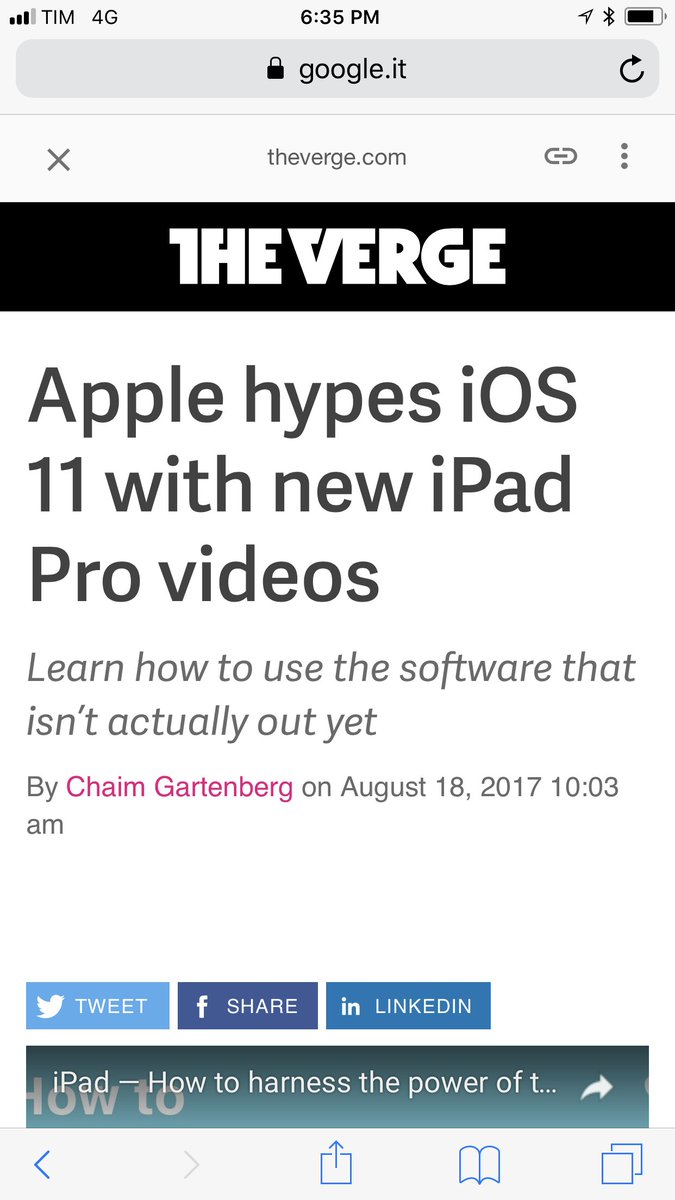 TIM 4G 6:35 PM
google.it
theverge.com
THE VERGE
Apple hypes iOS
11 with new iPad
Pro videos
Learn how to use the software that
isn’t actually out yet
By Chaim Gartenberg on August 18, 2017 10:03
am
TWEET SHARE LINKEDIN
iPad — How to harness the power of t...
How to